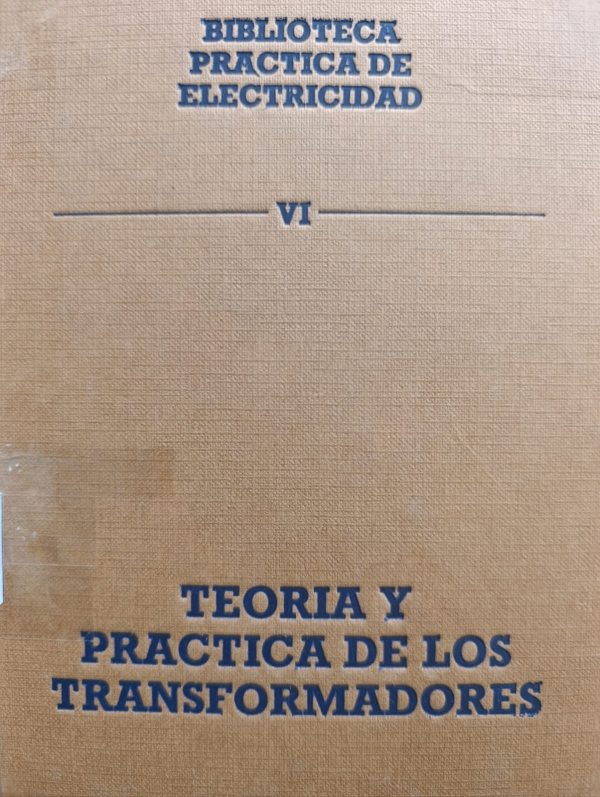 BIBLIOTECA
PRACTICA DE
ELECTRICIDAD
VI
TEORIA Y
PRACTICA DE LOS
TRANSFORMADORES